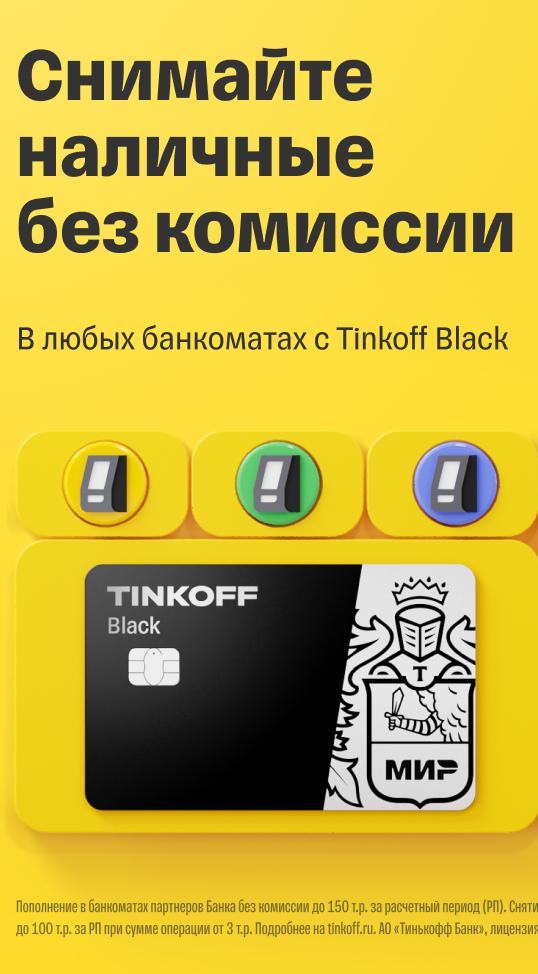 Снимайте
наличные
без комиссии
В любых банкоматах с Tinkoff Black
TINKOFF
Black
Т
МИР
Пополнение в банкоматах партнеров Банка без комиссии до 150 т.р. за расчетный период (РП). Сняти
до 100 т.р. за РП при сумме операции от 3 т.р. Подробнее на tinkoff.ru. АО «Тинькофф Банк», лицензия